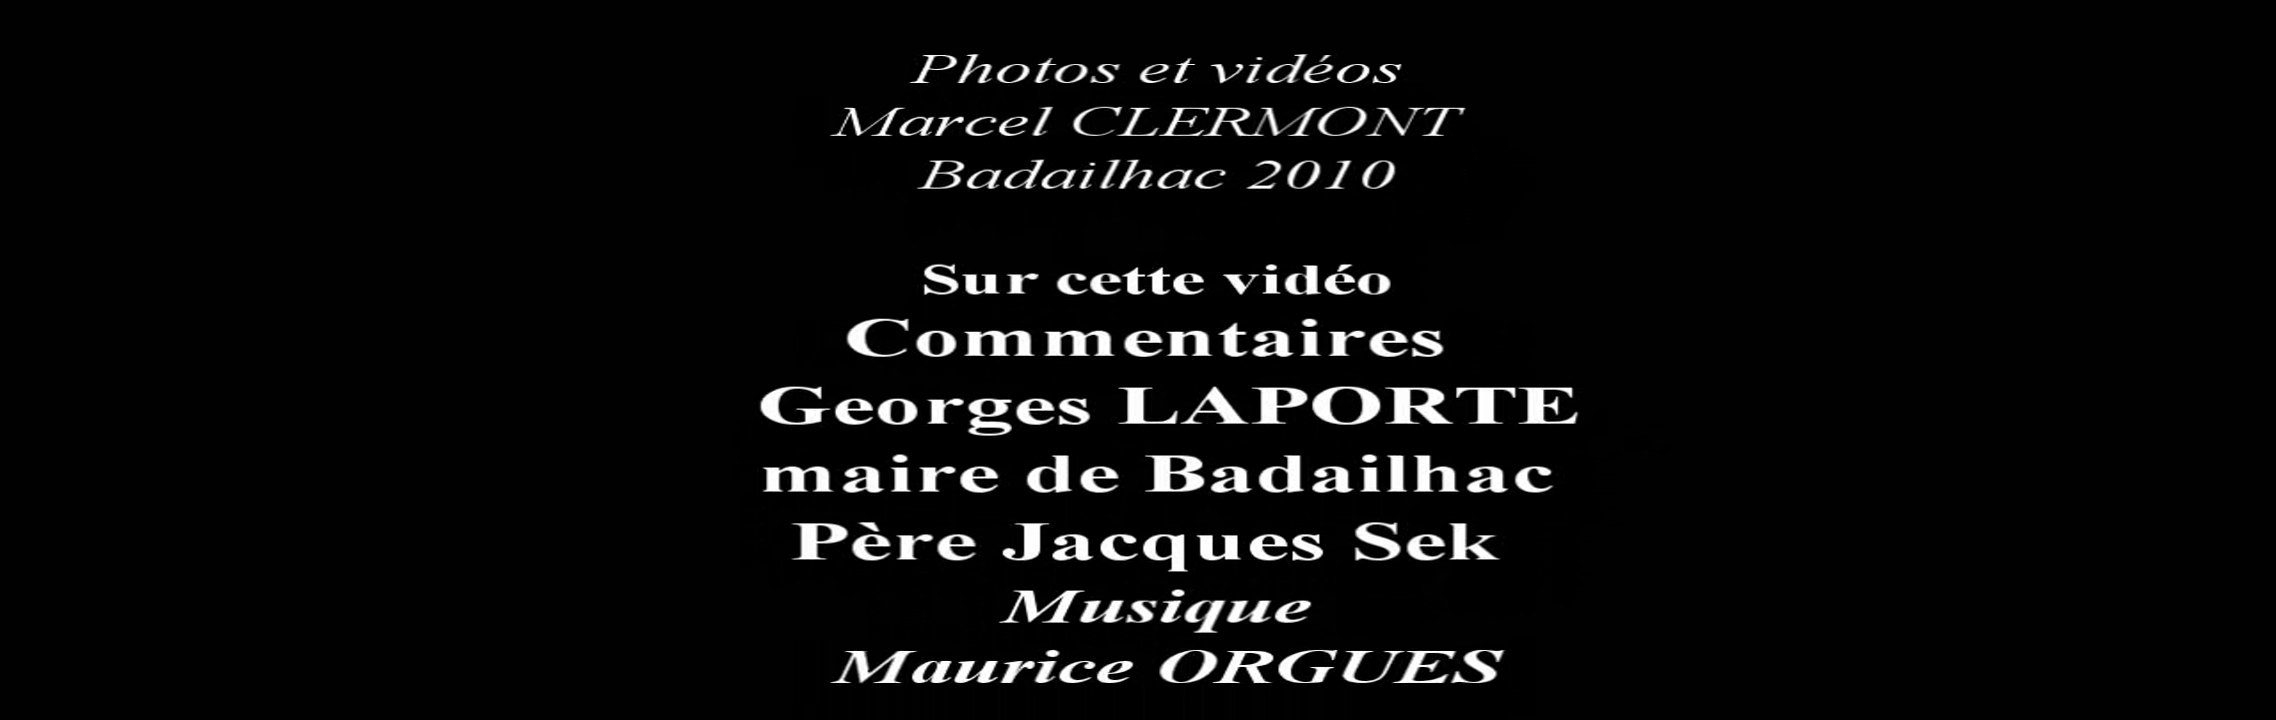 Photos et vidéos
Marcel CLERMONT
Badailhac 2010
Sur cette vidéo
Commentaires
Georges LAPORTE
maire de Badailhac
Père Jacques Sek
Musique
Maurice ORGUES